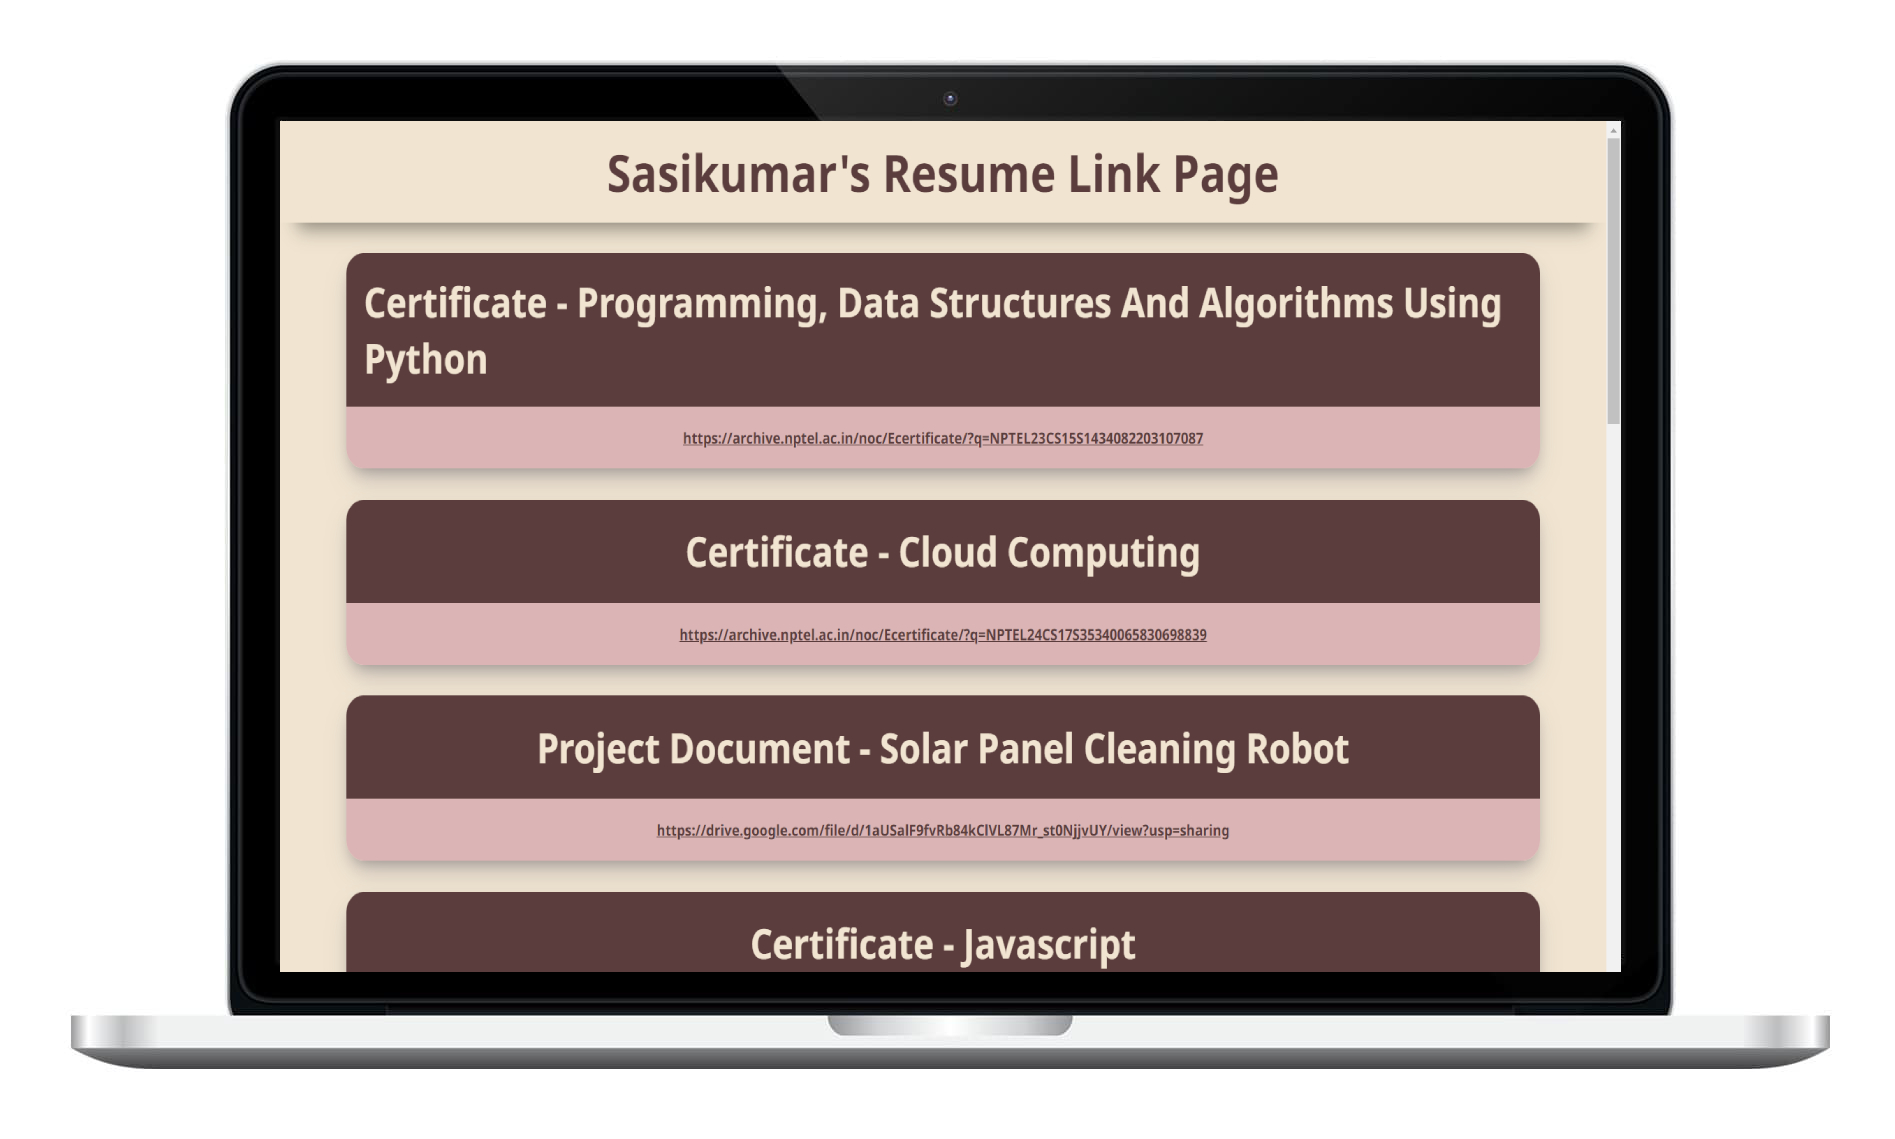 Sasikumar's Resume Link Page
Certificate - Programming, Data Structures And Algorithms Using
Python
https://archive.nptel.ac.in/noc/Ecertificate/?q=NPTEL23CS15S1434082203107087
Certificate - Cloud Computing
https://archive.nptel.ac.in/noc/Ecertificate/?q=NPTEL24CS17S35340065830698839
Project Document - Solar Panel Cleaning Robot
https://drive.google.com/file/d/1aUSalF9fvRb84kClVL87Mr_st0NjjvUY/view?usp=sharing
Certificate - Javascript